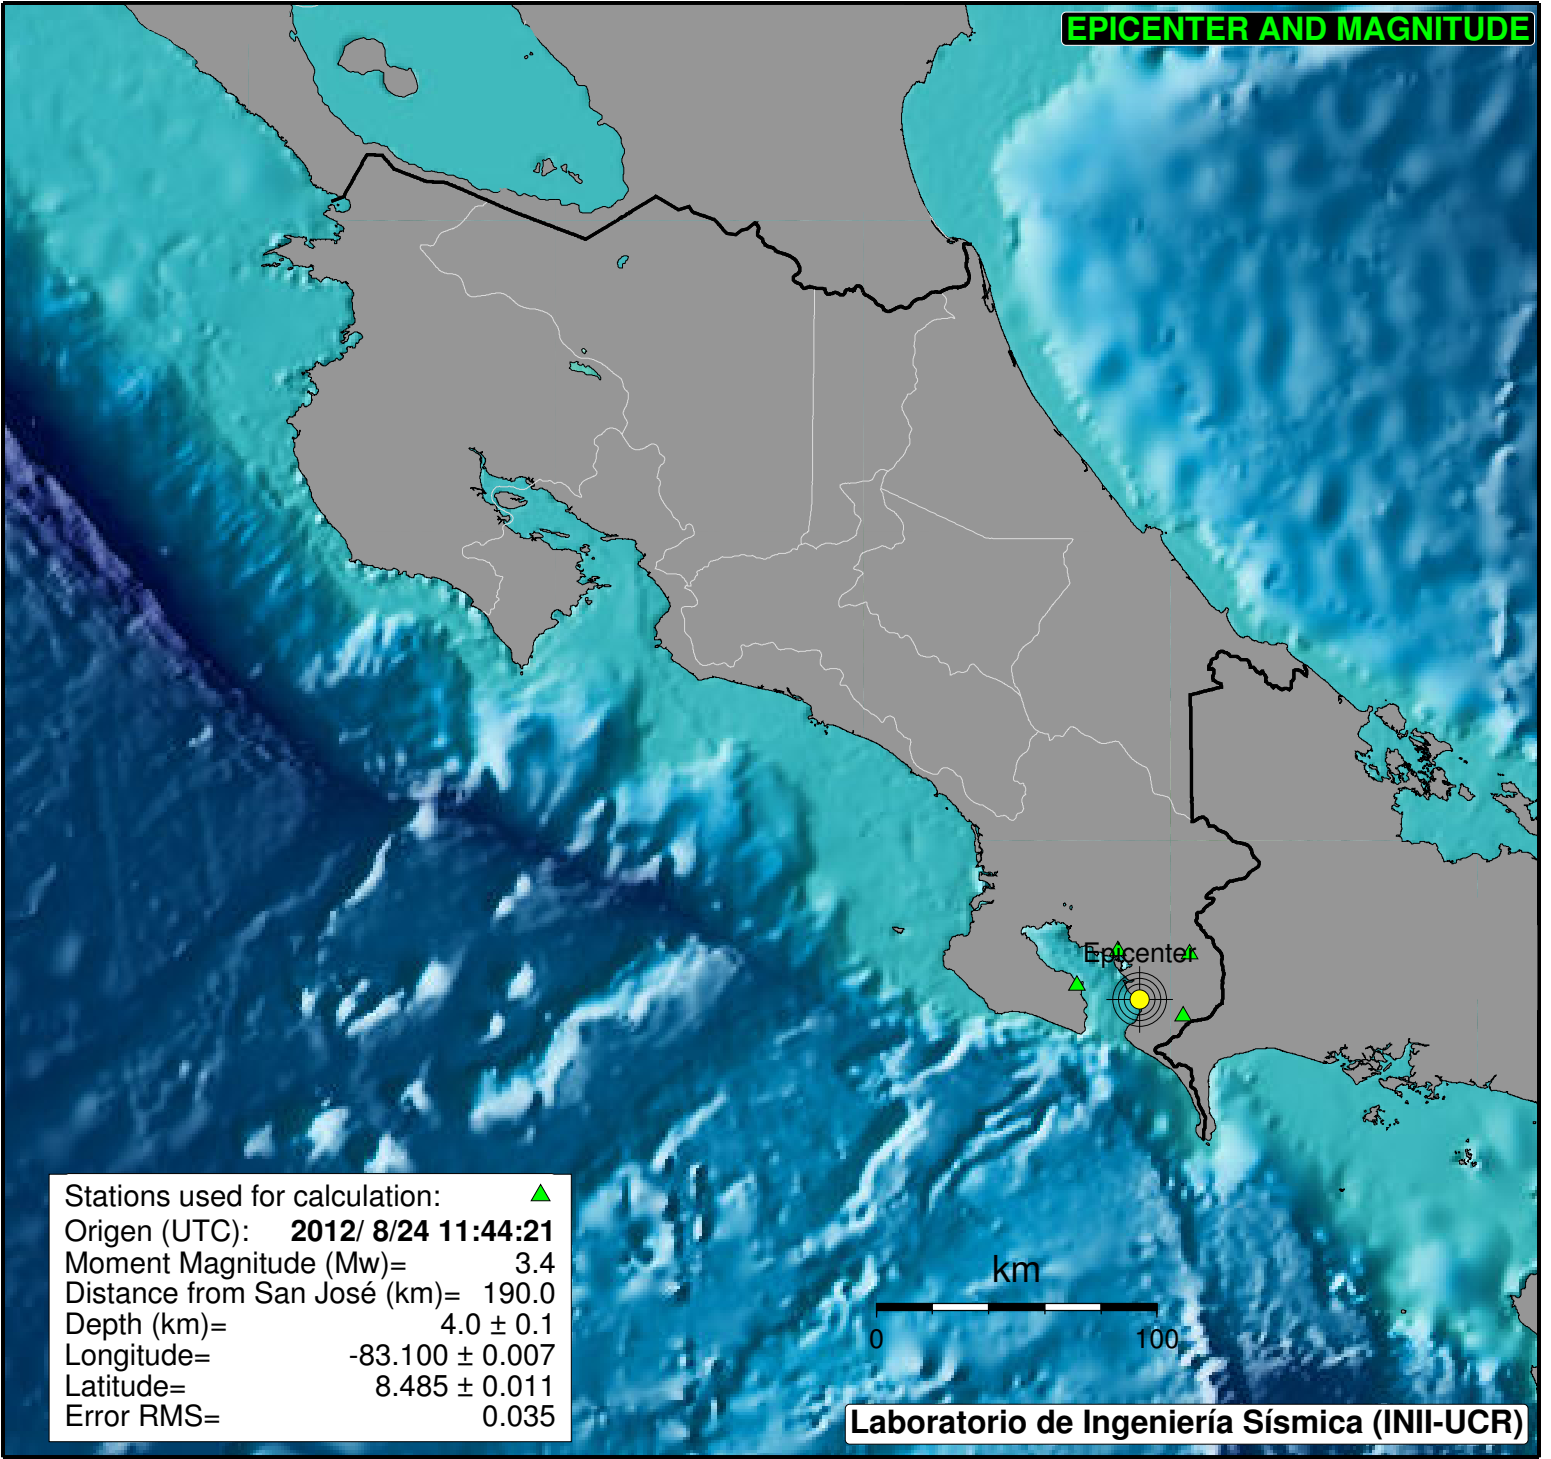 EPICENTER AND MAGNITUDE
Epicenter
Stations used for calculation:
Origen (UTC): 2012/ 8/24 11:44:21
Moment Magnitude (Mw)= 3.4
Distance from San José (km)= 190.0
Depth (km)= 4.0 ± 0.1
Longitude= -83.100 ± 0.007
Latitude= 8.485 ± 0.011
Error RMS= 0.035
km
0 100
Laboratorio de Ingeniería Sísmica (INII-UCR)